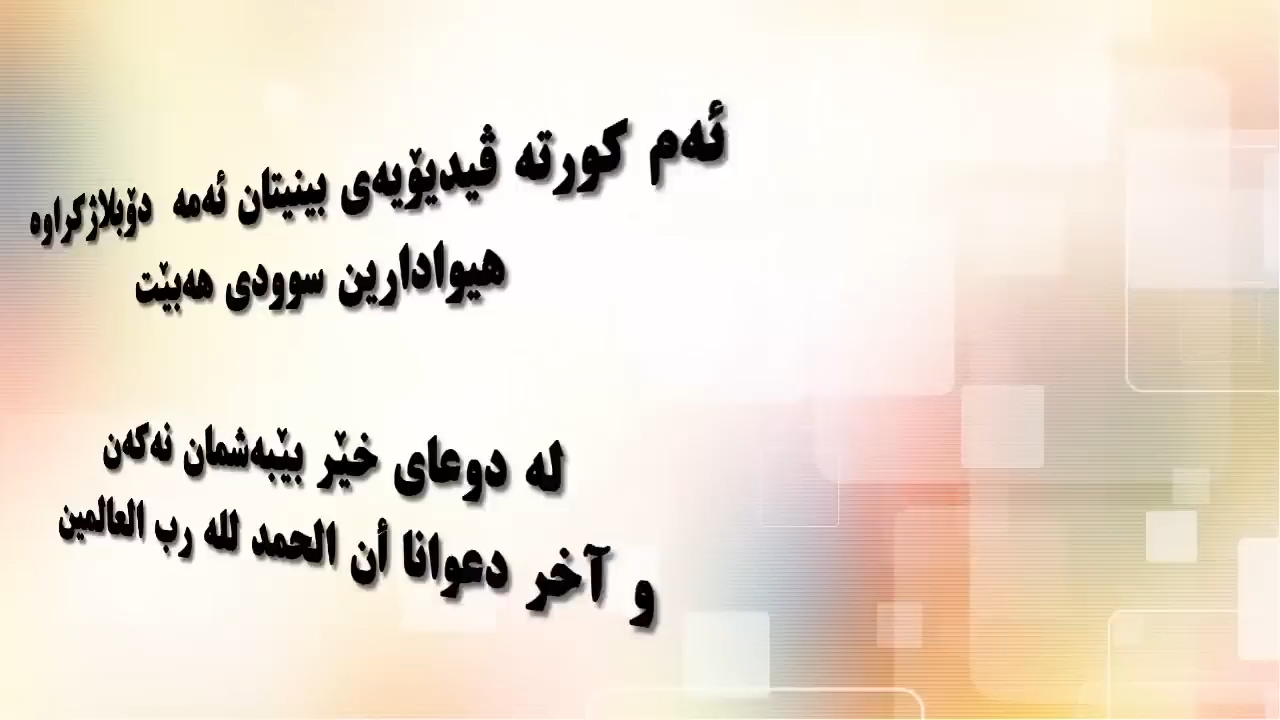 ئەم کورتە ڤیدیۆیەی بینیتان ئەمە دۆبلاژکراوە
هیوادارین سوودی هەبێت
لە دوعای خێر بێبەشمان نەکەن
و آخر دعوانا أن الحمد لله رب العالمین